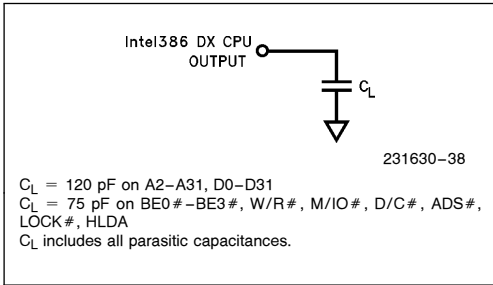 Intel386 DX CPU
OUTPUT
CL
231630-38
CL = 120 pF on A2-A31, D0-D31
CL = 75 pF on BE0#-BE3#, W/R#, M/IO#, D/C#, ADS#,
LOCK#, HLDA
CL includes all parasitic capacitances.